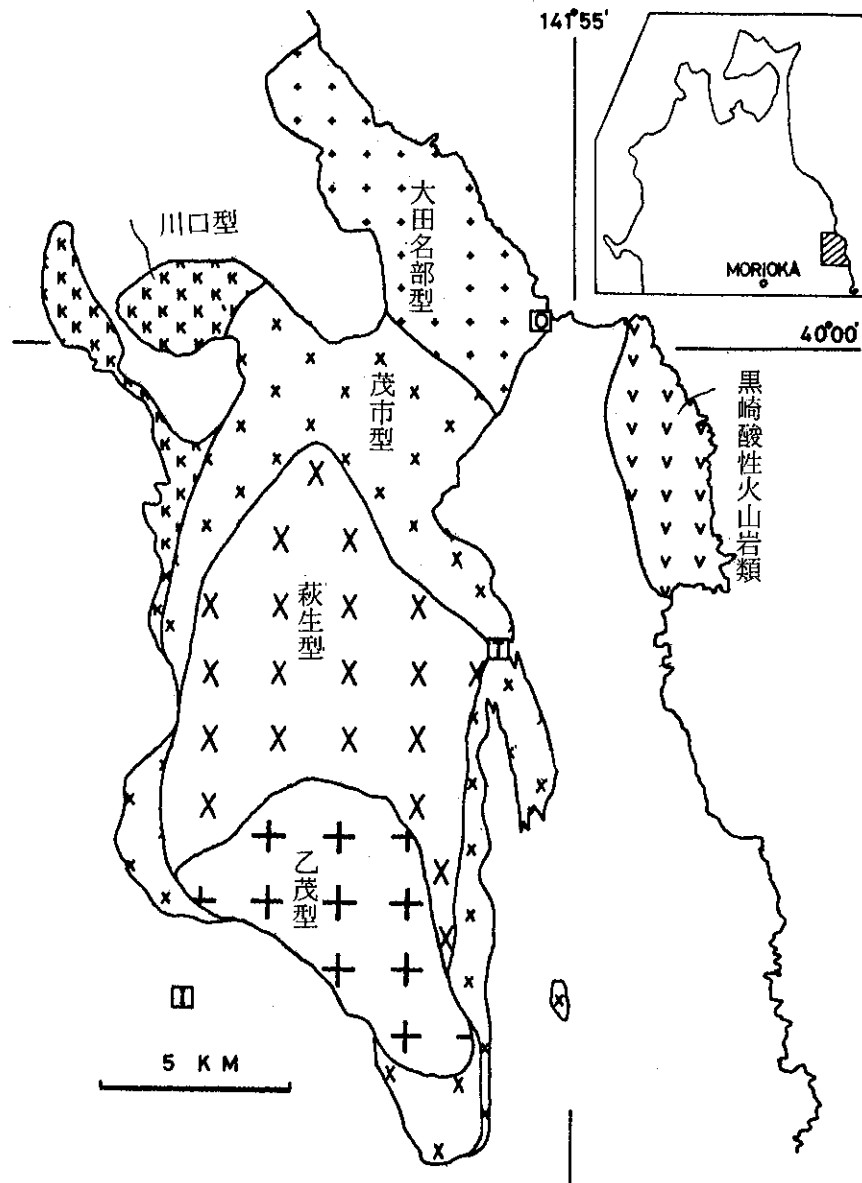 141°55'
MORIOKA
40°00'
川口型
大田名部型
O
黒崎酸性火山岩類
茂市型
萩生型
T
乙茂型
I
5 KM